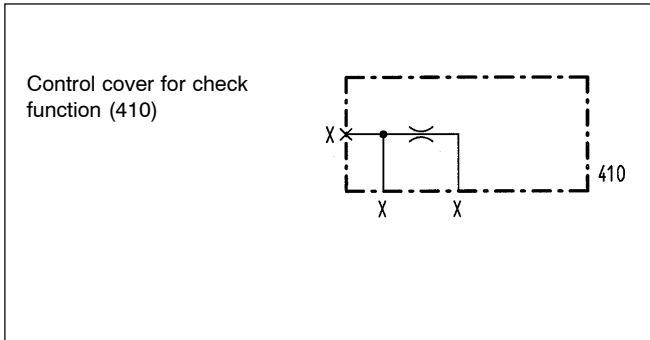 Control cover for check
function (410)
X
410
X X